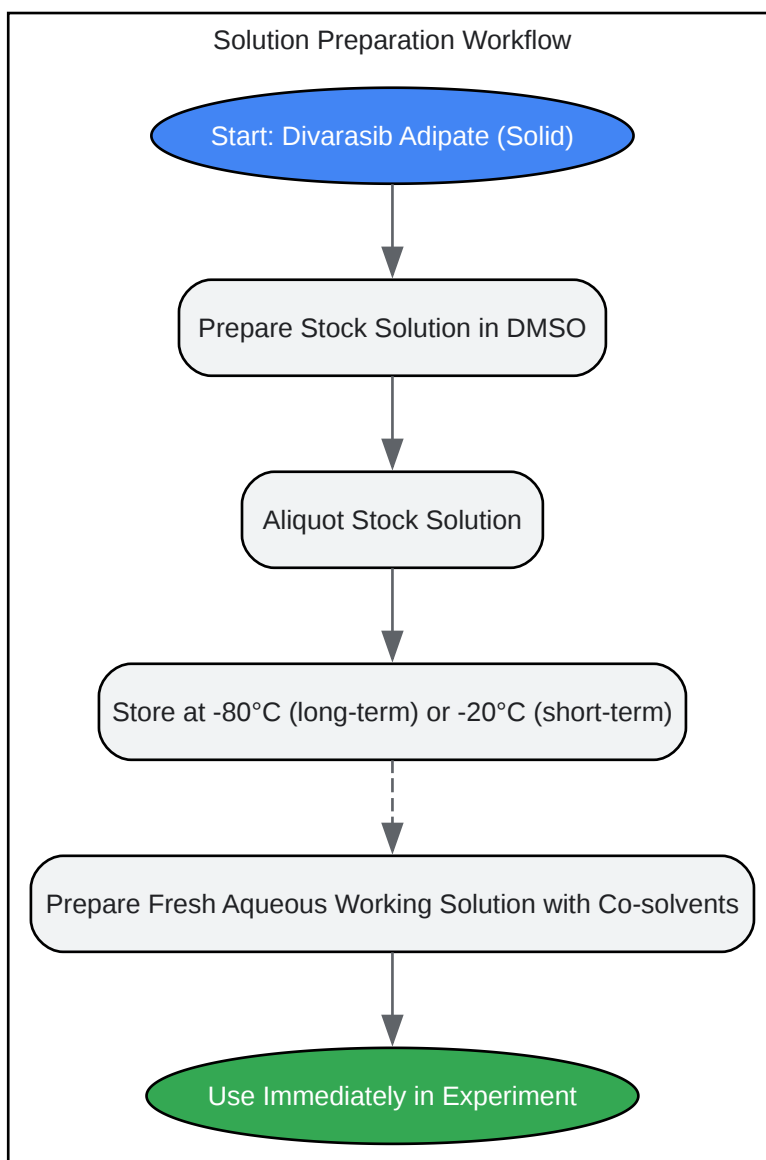 Solution Preparation Workflow
Start: Divarasib Adipate (Solid)
Prepare Stock Solution in DMSO
Aliquot Stock Solution
Store at -80°C (long-term) or -20°C (short-term)
Prepare Fresh Aqueous Working Solution with Co-solvents
Use Immediately in Experiment